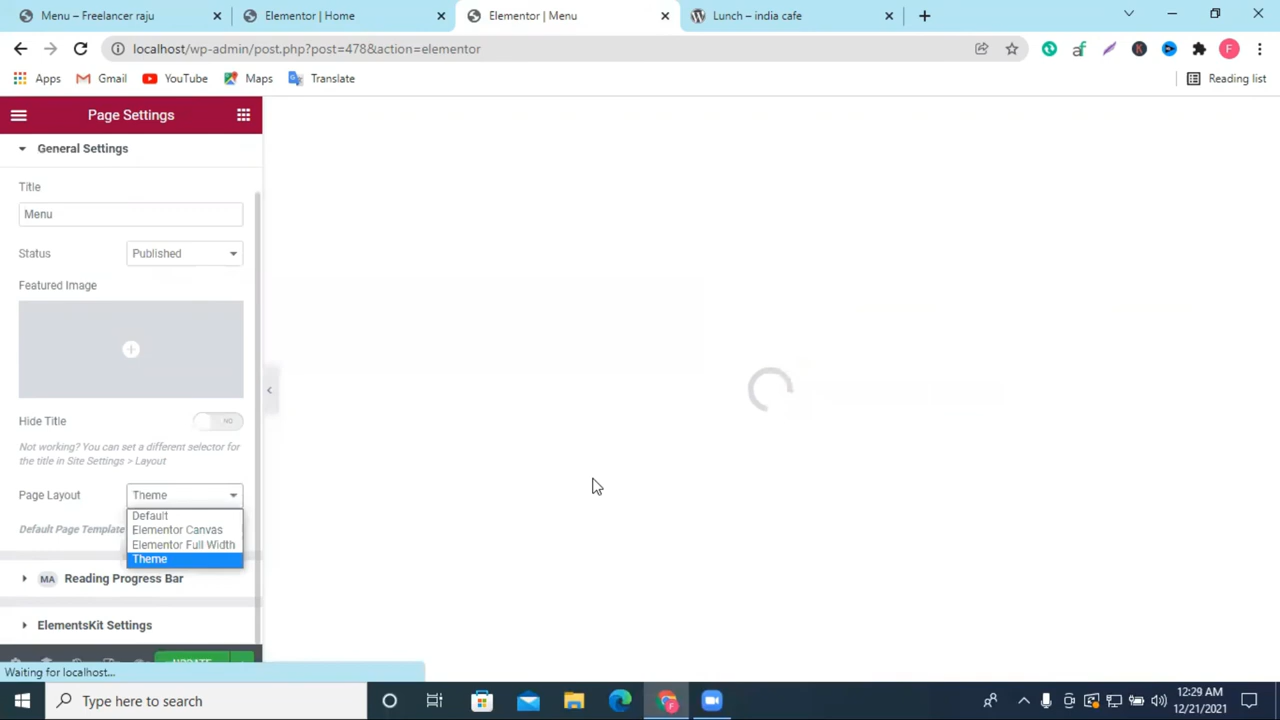 Menu – Freelancer raju
Elementor | Home
Elementor | Menu
Lunch – india cafe
localhost/wp-admin/post.php?post=478&action=elementor
Apps
Gmail
YouTube
Maps
Translate
Reading list
Page Settings
General Settings
Title
Menu
Status
Published
Featured Image
Hide Title
NO
Not working? You can set a different selector for
the title in Site Settings > Layout
Page Layout
Theme
Default
Default Page Template
Elementor Canvas
Elementor Full Width
Theme
MA
Reading Progress Bar
ElementsKit Settings
UPDATE
Waiting for localhost...
Type here to search
12:29 AM
12/21/2021